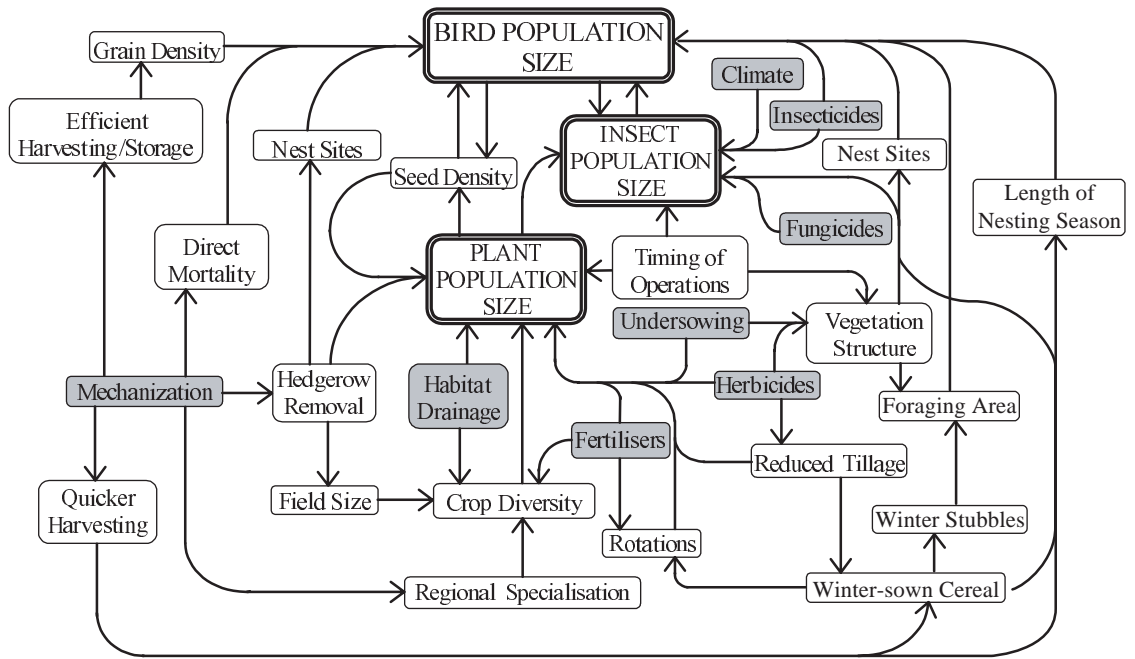 BIRD POPULATION
SIZE
Grain Density
Climate
Efficient
Harvesting/Storage
Insecticides
INSECT
POPULATION
SIZE
Nest Sites
Nest Sites
Seed Density
Length of
Nesting Season
Fungicides
Direct
Mortality
PLANT
POPULATION
SIZE
Timing of
Operations
Undersowing
Vegetation
Structure
Mechanization
Hedgerow
Removal
Habitat
Drainage
Herbicides
Foraging Area
Fertilisers
Reduced Tillage
Quicker
Harvesting
Field Size
Crop Diversity
Winter Stubbles
Rotations
Regional Specialisation
Winter-sown Cereal